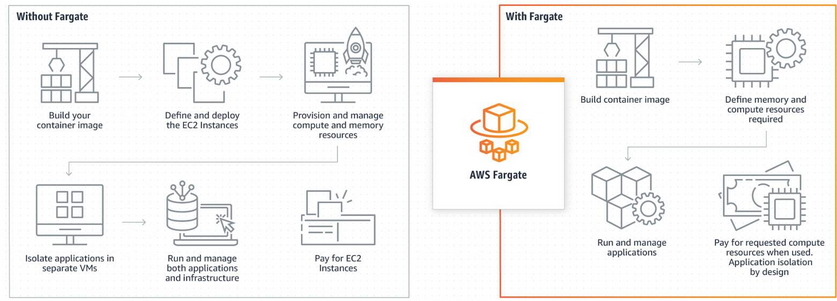 Without Fargate
Build your
container image
Define and deploy
the EC2 Instances
Provision and manage
compute and memory
resources
Isolate applications in
separate VMs
Run and manage
both applications
and infrastructure
Pay for EC2
Instances
AWS Fargate
With Fargate
Build container image
Define memory and
compute resources
required
Run and manage
applications
Pay for requested compute
resources when used.
Application isolation
by design